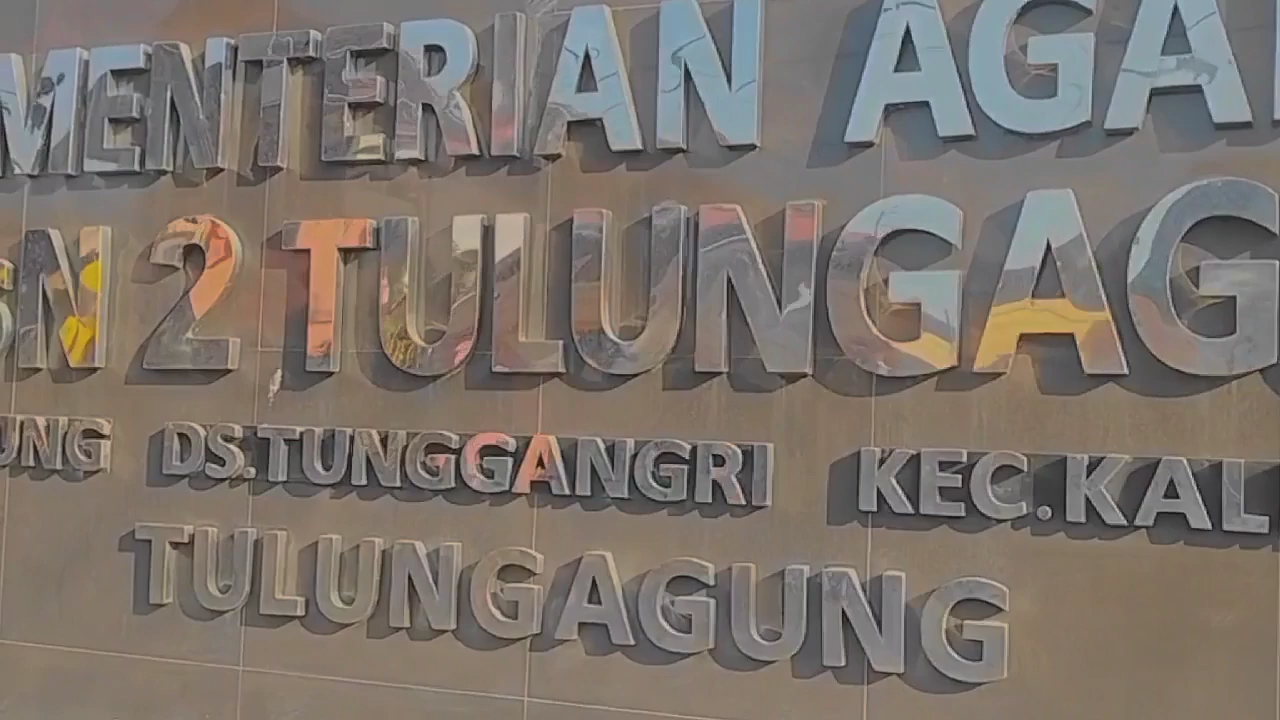 MENTERIAN AGA
N 2 TULUNGAG
UNG DS.TUNGGANGRI KEC.KAL
TULUNGAGUNG